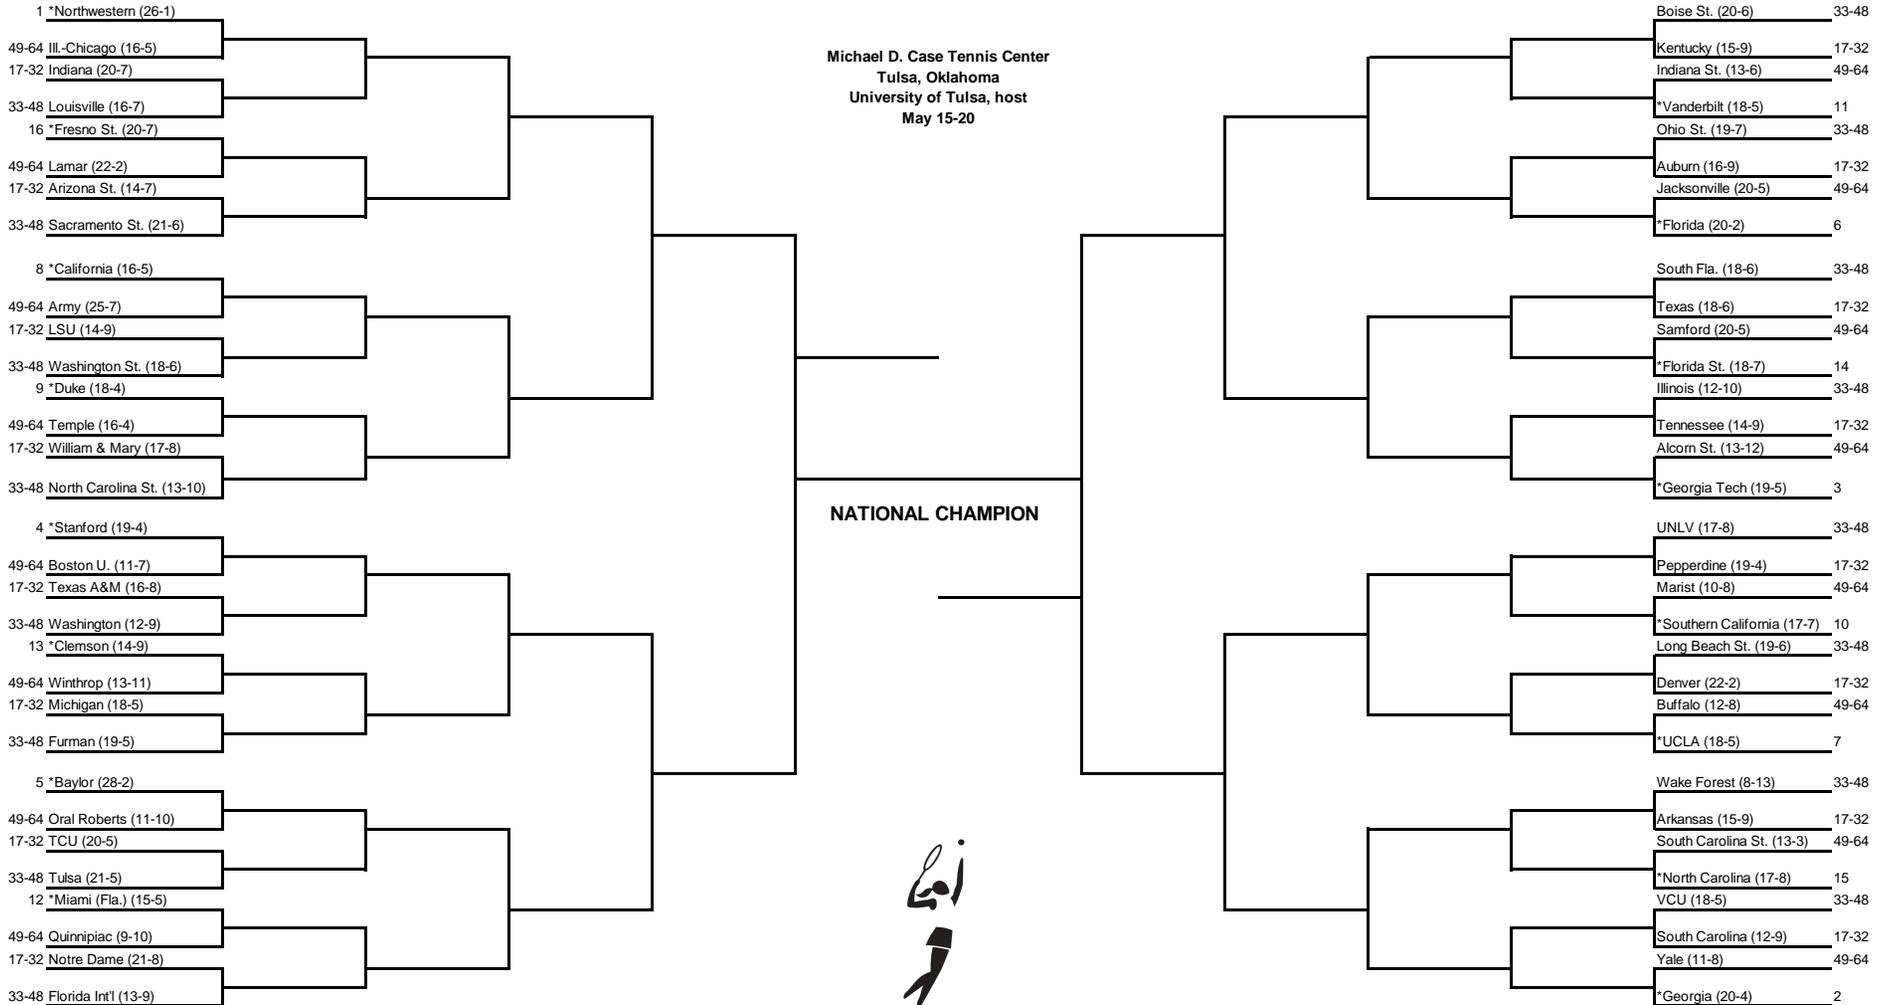 1 *Northwestern (26-1)
49-64 Ill.-Chicago (16-5)
17-32 Indiana (20-7)
33-48 Louisville (16-7)
16 *Fresno St. (20-7)
49-64 Lamar (22-2)
17-32 Arizona St. (14-7)
33-48 Sacramento St. (21-6)
8 *California (16-5)
49-64 Army (25-7)
17-32 LSU (14-9)
33-48 Washington St. (18-6)
9 *Duke (18-4)
49-64 Temple (16-4)
17-32 William & Mary (17-8)
33-48 North Carolina St. (13-10)
4 *Stanford (19-4)
49-64 Boston U. (11-7)
17-32 Texas A&M (16-8)
33-48 Washington (12-9)
13 *Clemson (14-9)
49-64 Winthrop (13-11)
17-32 Michigan (18-5)
33-48 Furman (19-5)
5 *Baylor (28-2)
49-64 Oral Roberts (11-10)
17-32 TCU (20-5)
33-48 Tulsa (21-5)
12 *Miami (Fla.) (15-5)
49-64 Quinnipiac (9-10)
17-32 Notre Dame (21-8)
33-48 Florida Int'l (13-9)
Michael D. Case Tennis Center
Tulsa, Oklahoma
University of Tulsa, host
May 15-20
NATIONAL CHAMPION
Boise St. (20-6) 33-48
Kentucky (15-9) 17-32
Indiana St. (13-6) 49-64
*Vanderbilt (18-5) 11
Ohio St. (19-7) 33-48
Auburn (16-9) 17-32
Jacksonville (20-5) 49-64
*Florida (20-2) 6
South Fla. (18-6) 33-48
Texas (18-6) 17-32
Samford (20-5) 49-64
*Florida St. (18-7) 14
Illinois (12-10) 33-48
Tennessee (14-9) 17-32
Alcorn St. (13-12) 49-64
*Georgia Tech (19-5) 3
UNLV (17-8) 33-48
Pepperdine (19-4) 17-32
Marist (10-8) 49-64
*Southern California (17-7) 10
Long Beach St. (19-6) 33-48
Denver (22-2) 17-32
Buffalo (12-8) 49-64
*UCLA (18-5) 7
Wake Forest (8-13) 33-48
Arkansas (15-9) 17-32
South Carolina St. (13-3) 49-64
*North Carolina (17-8) 15
VCU (18-5) 33-48
South Carolina (12-9) 17-32
Yale (11-8) 49-64
*Georgia (20-4) 2